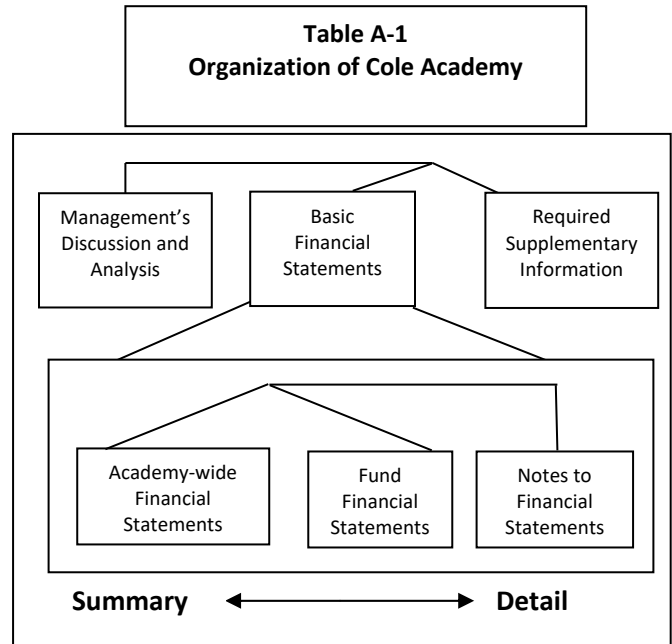 Table A-1
Organization of Cole Academy
Management’s
Discussion and
Analysis
Basic
Financial
Statements
Required
Supplementary
Information
Academy-wide
Financial
Statements
Fund
Financial
Statements
Notes to
Financial
Statements
Summary
Detail